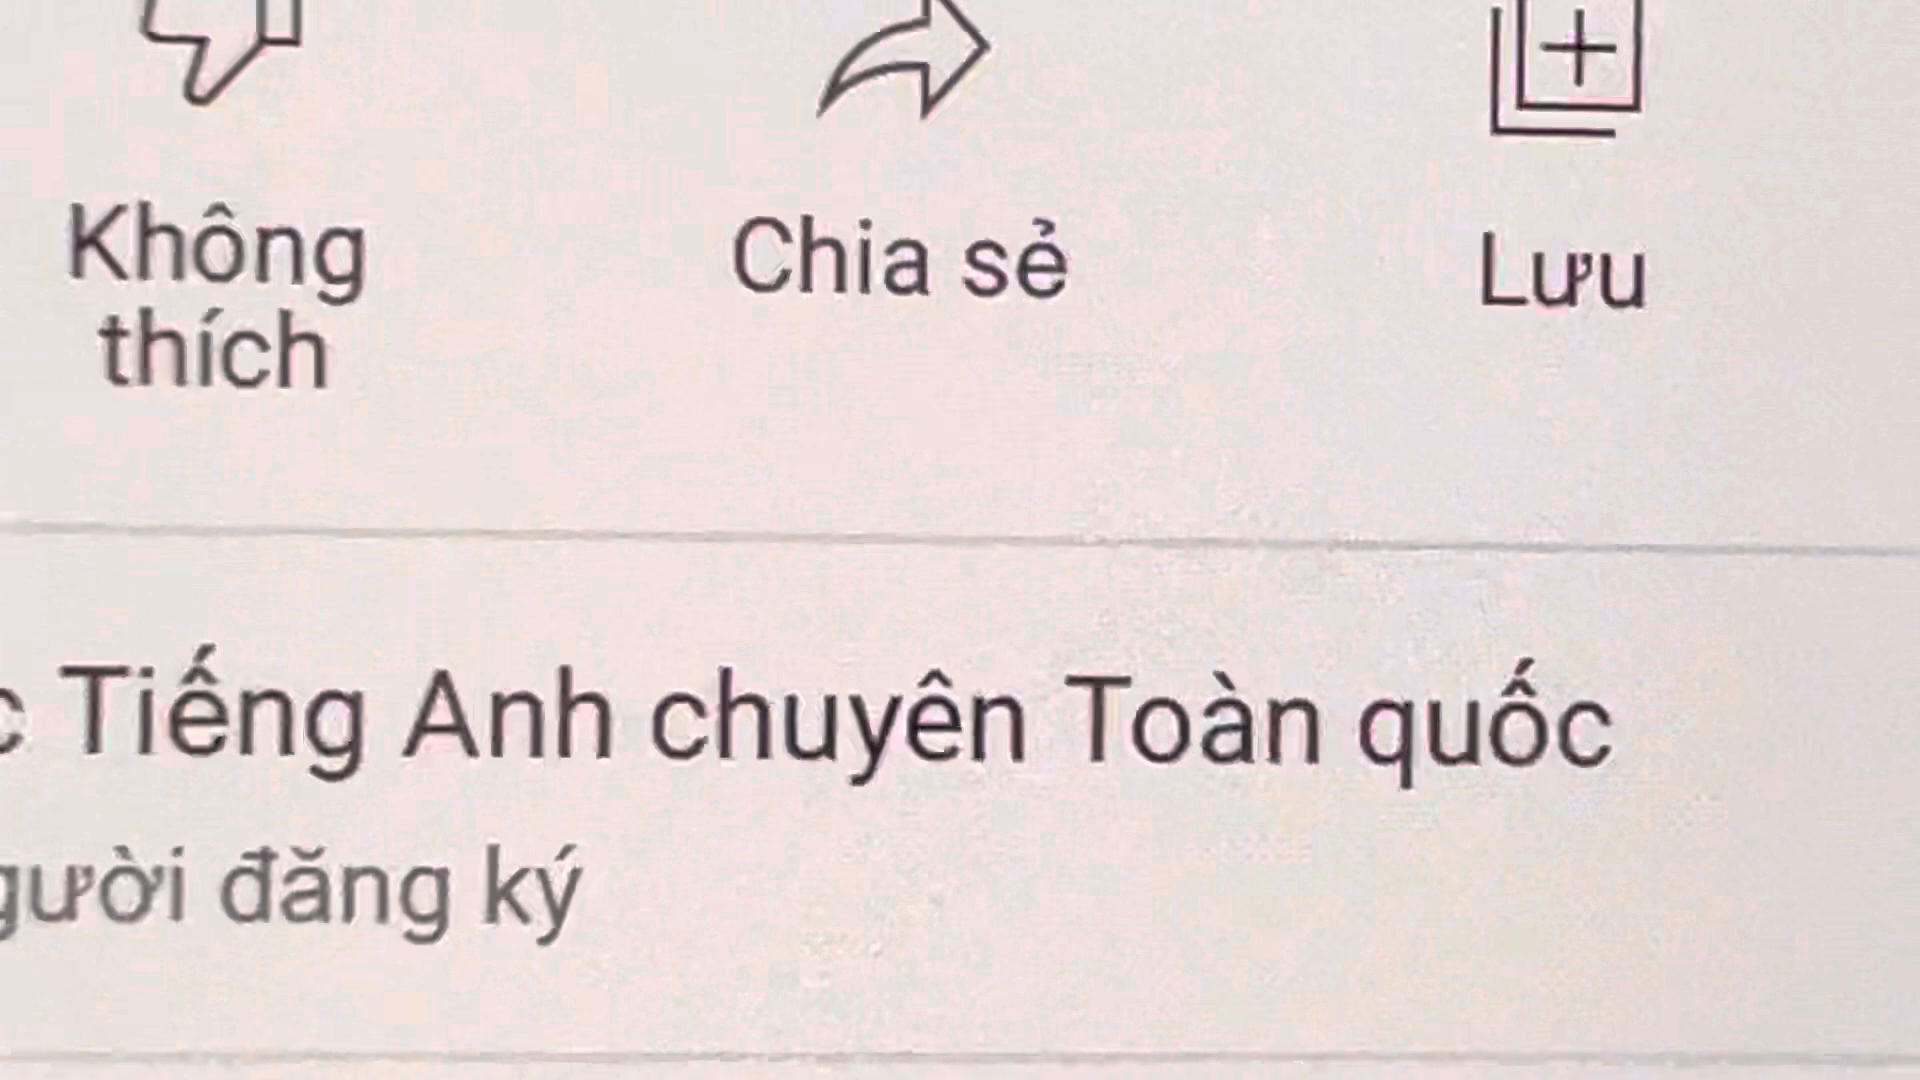 Không thích
Chia sẻ
Lưu
Tiếng Anh chuyên Toàn quốc
đăng ký